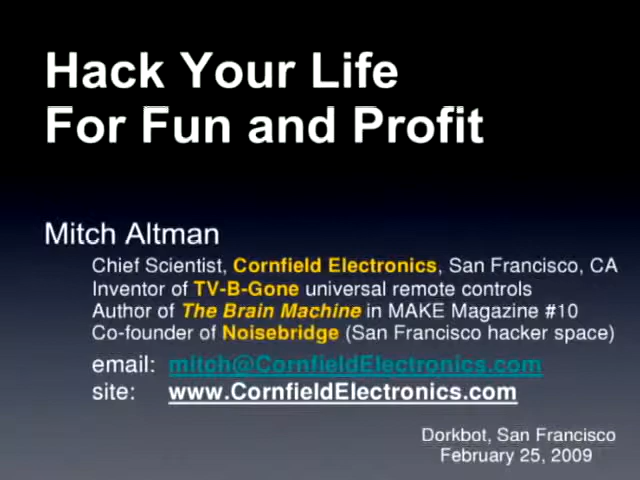 Hack Your Life
For Fun and Profit
Mitch Altman
Chief Scientist, Cornfield Electronics, San Francisco, CA
Inventor of TV-B-Gone universal remote controls
Author of The Brain Machine in MAKE Magazine #10
Co-founder of Noisebridge (San Francisco hacker space)
email: mitch@CornfieldElectronics.com
site: www.CornfieldElectronics.com
Dorkbot, San Francisco
February 25, 2009